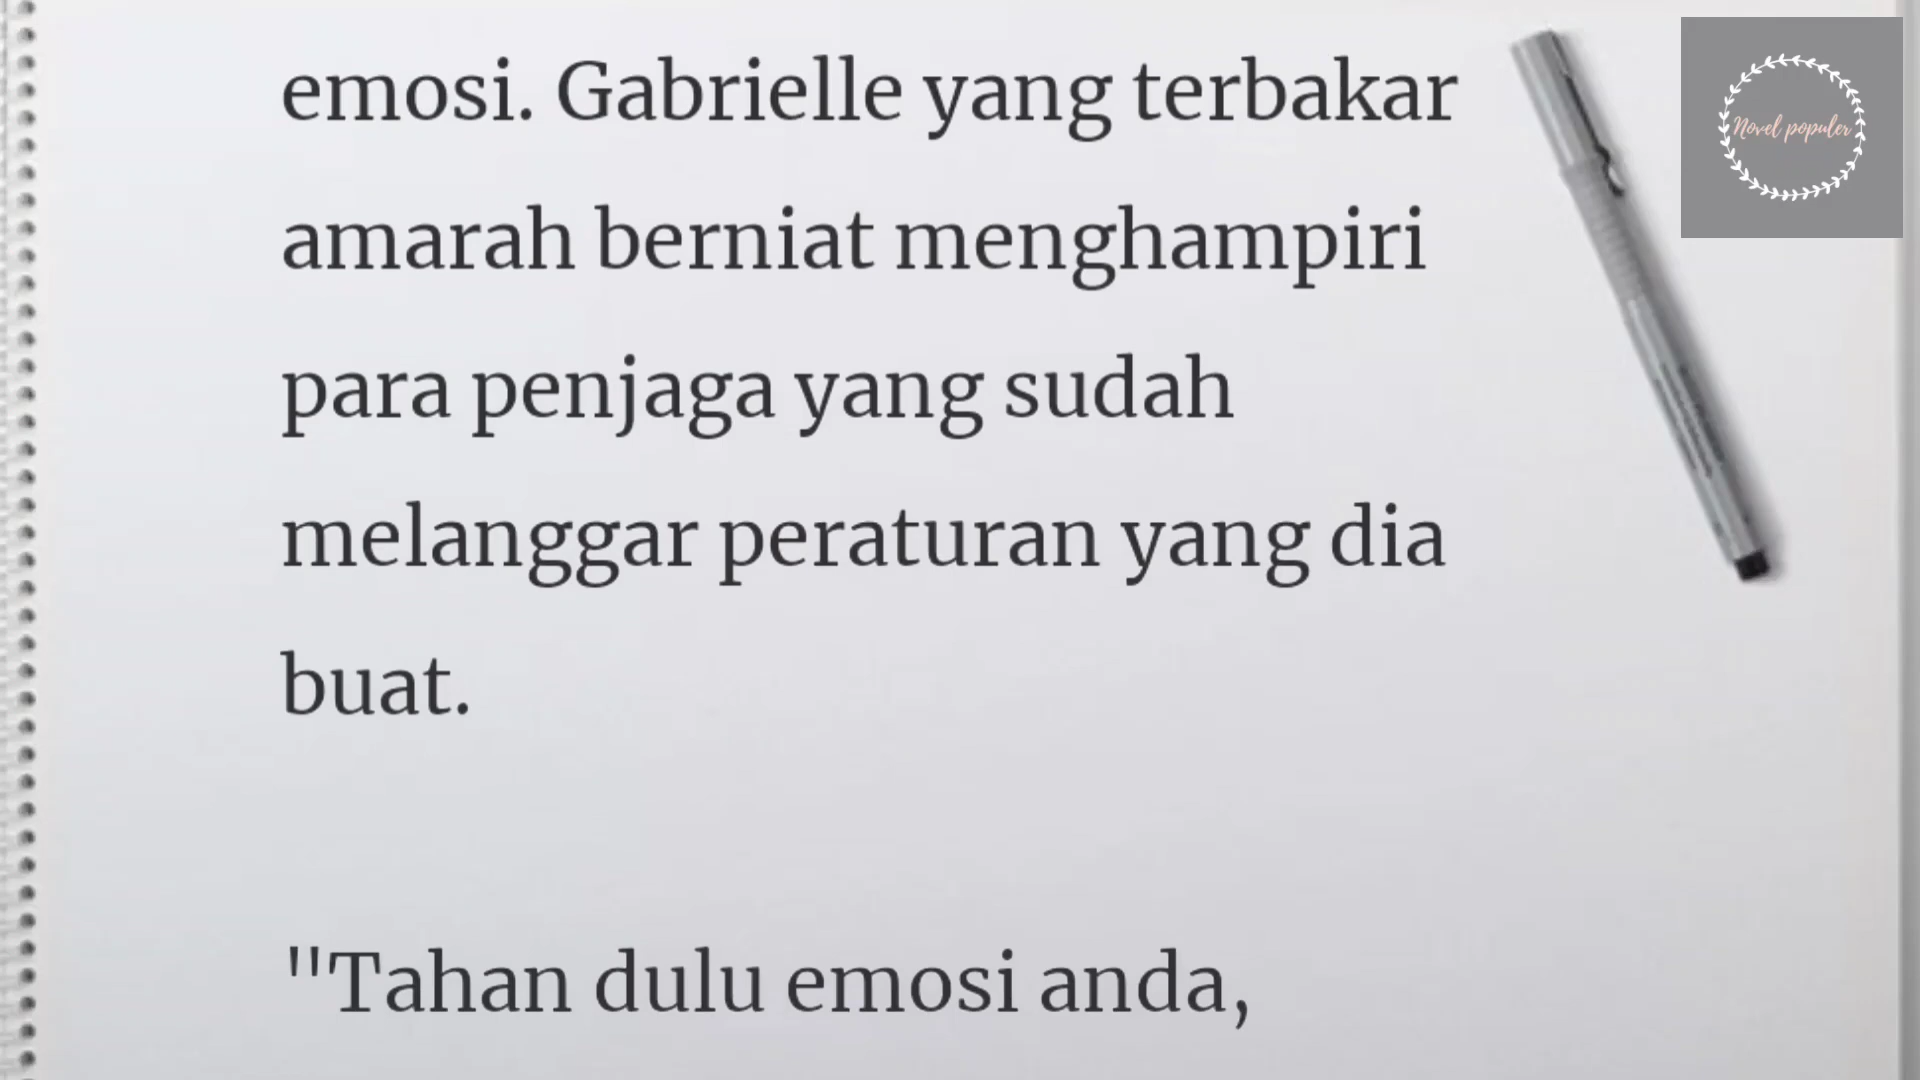 emosi. Gabrielle yang terbakar
amarah berniat menghampiri
para penjaga yang sudah
melanggar peraturan yang dia
buat.
"Tahan dulu emosi anda,
Novel populer